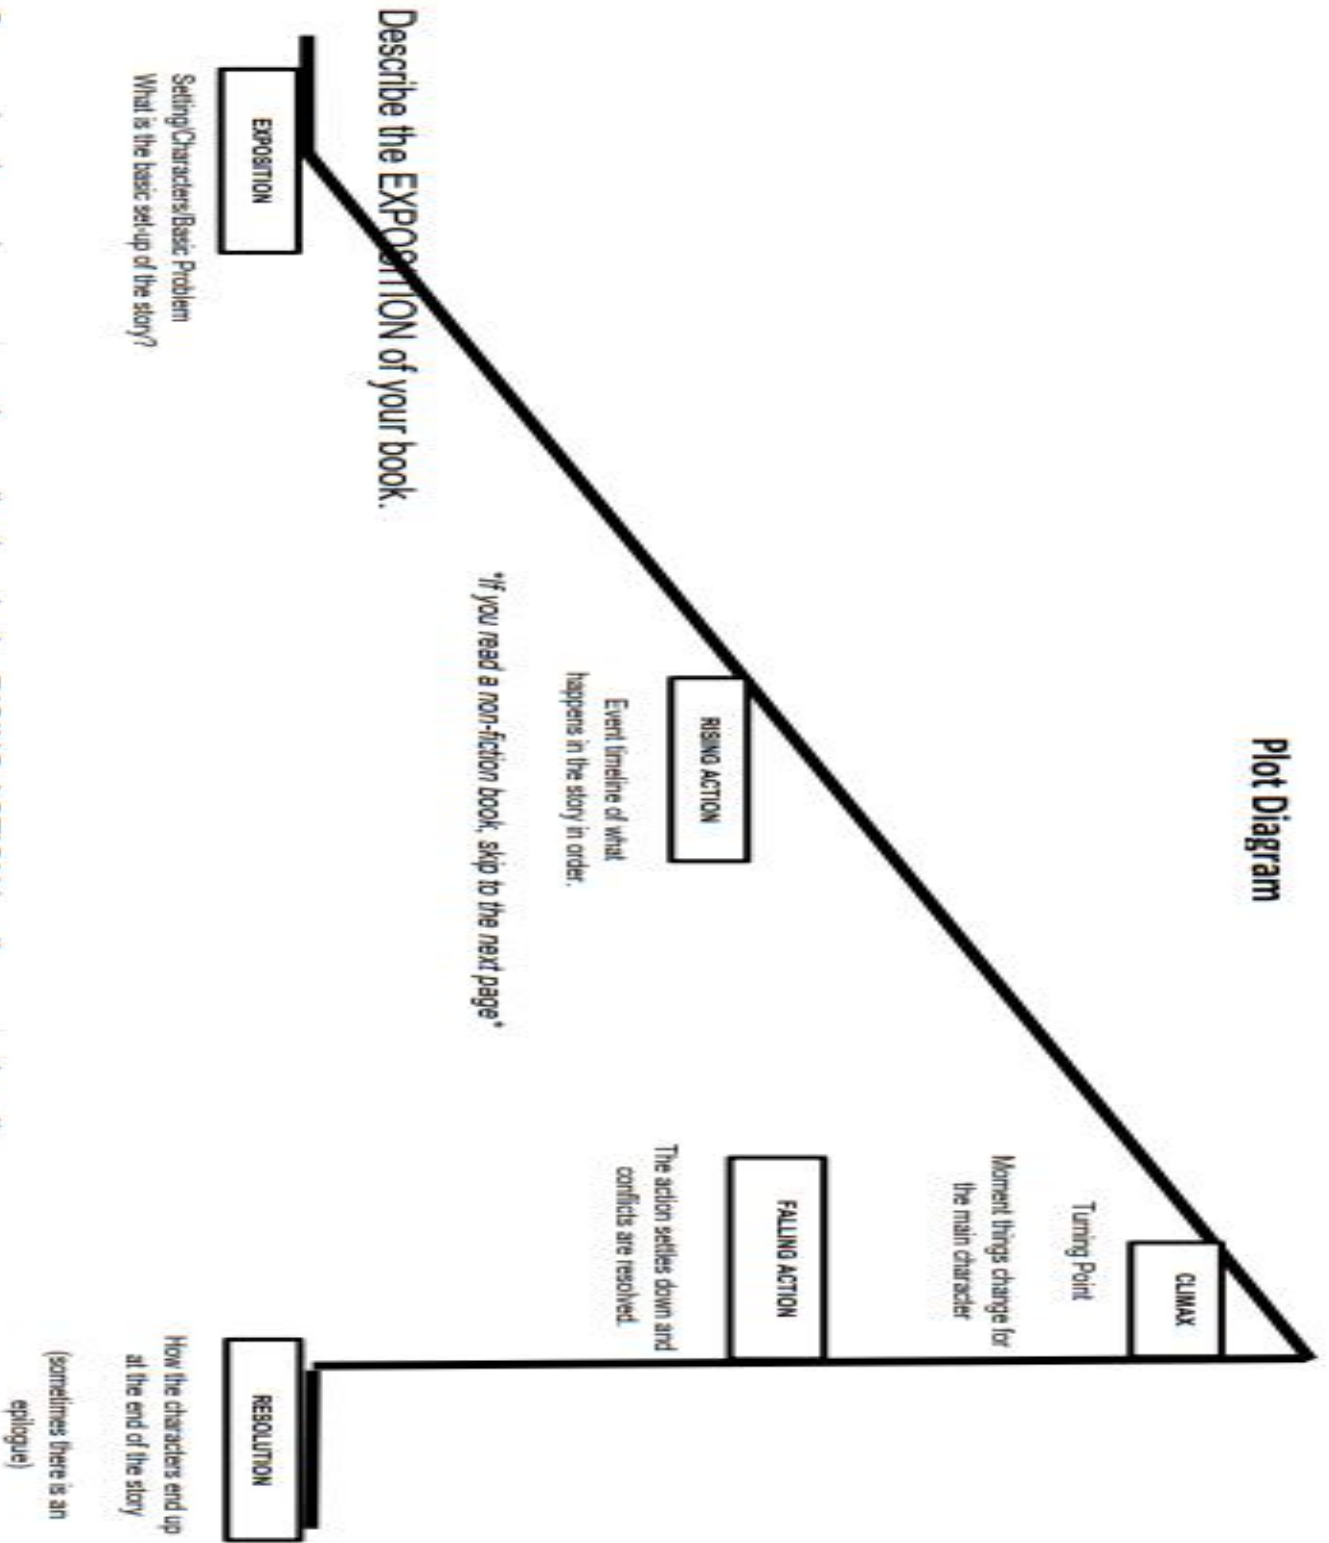 Plot Diagram
CLIMAX
Turning Point
Moment things change for
the main character
FALLING ACTION
The action settles down and
conflicts are resolved.
RISING ACTION
Event timeline of what
happens in the story in order.
*If you read a non-fiction book, skip to the next page*
Describe the EXPOSITION of your book.
EXPOSITION
Setting/Characters/Basic Problem
What is the basic set-up of the story?
RESOLUTION
How the characters end up
at the end of the story
(sometimes there is an
epilogue)